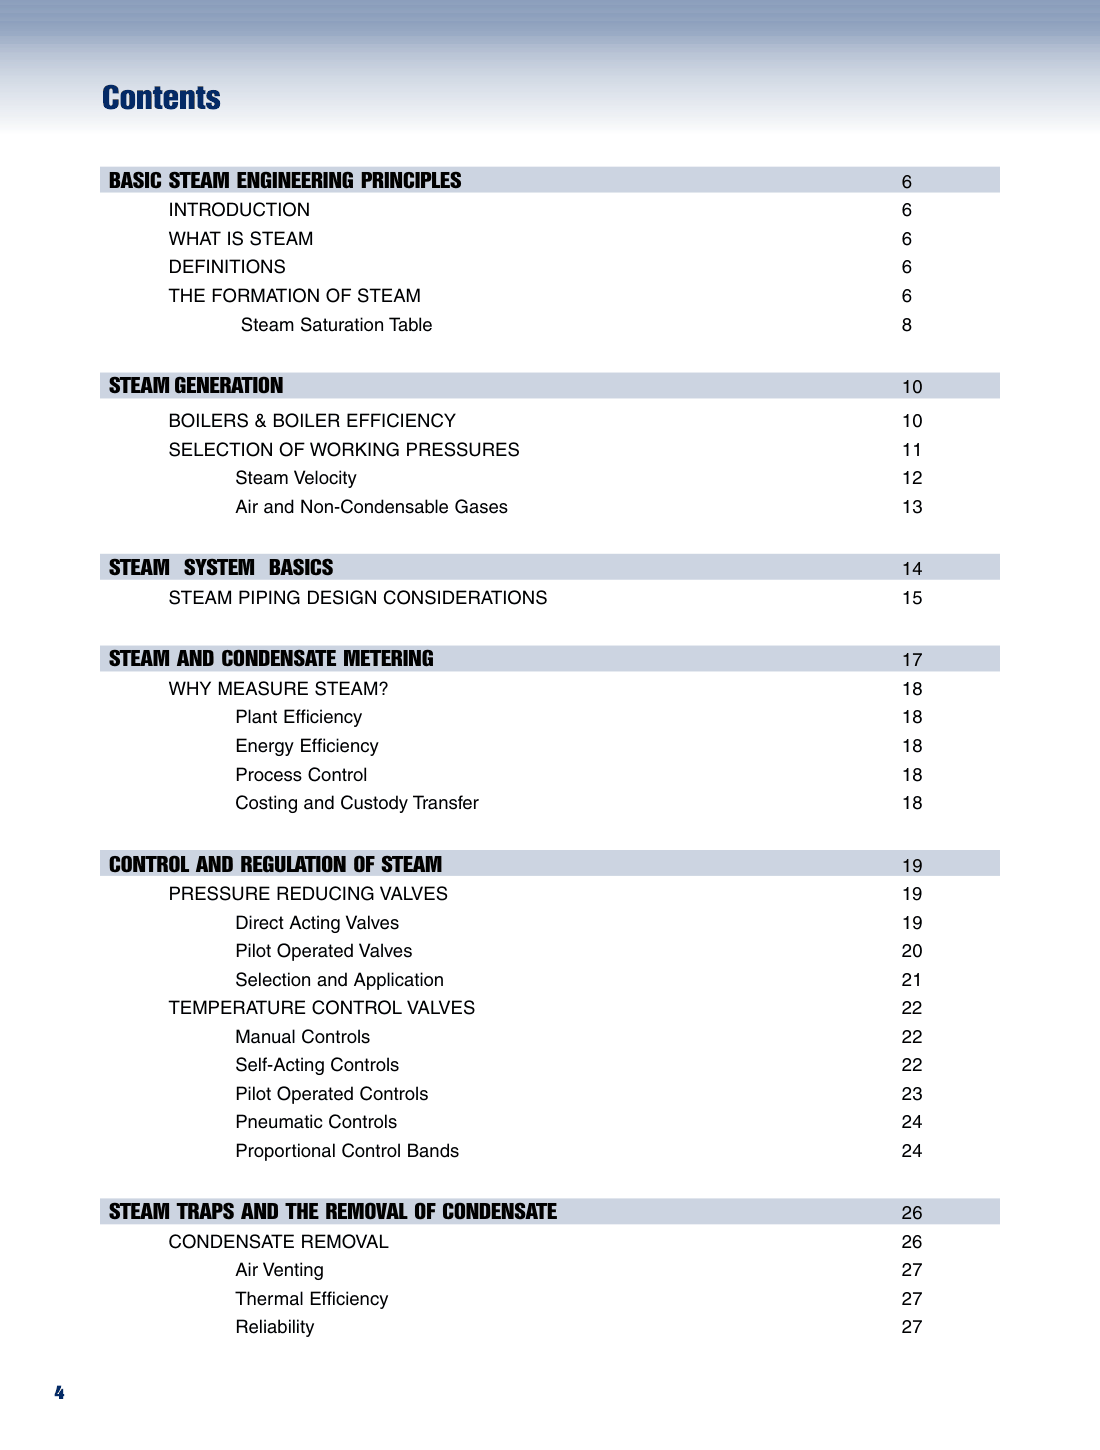 Contents
BASIC STEAM ENGINEERING PRINCIPLES 6
INTRODUCTION 6
WHAT IS STEAM 6
DEFINITIONS 6
THE FORMATION OF STEAM 6
Steam Saturation Table 8
STEAM GENERATION 10
BOILERS & BOILER EFFICIENCY 10
SELECTION OF WORKING PRESSURES 11
Steam Velocity 12
Air and Non-Condensable Gases 13
STEAM SYSTEM BASICS 14
STEAM PIPING DESIGN CONSIDERATIONS 15
STEAM AND CONDENSATE METERING 17
WHY MEASURE STEAM? 18
Plant Efficiency 18
Energy Efficiency 18
Process Control 18
Costing and Custody Transfer 18
CONTROL AND REGULATION OF STEAM 19
PRESSURE REDUCING VALVES 19
Direct Acting Valves 19
Pilot Operated Valves 20
Selection and Application 21
TEMPERATURE CONTROL VALVES 22
Manual Controls 22
Self-Acting Controls 22
Pilot Operated Controls 23
Pneumatic Controls 24
Proportional Control Bands 24
STEAM TRAPS AND THE REMOVAL OF CONDENSATE 26
CONDENSATE REMOVAL 26
Air Venting 27
Thermal Efficiency 27
Reliability 27
4